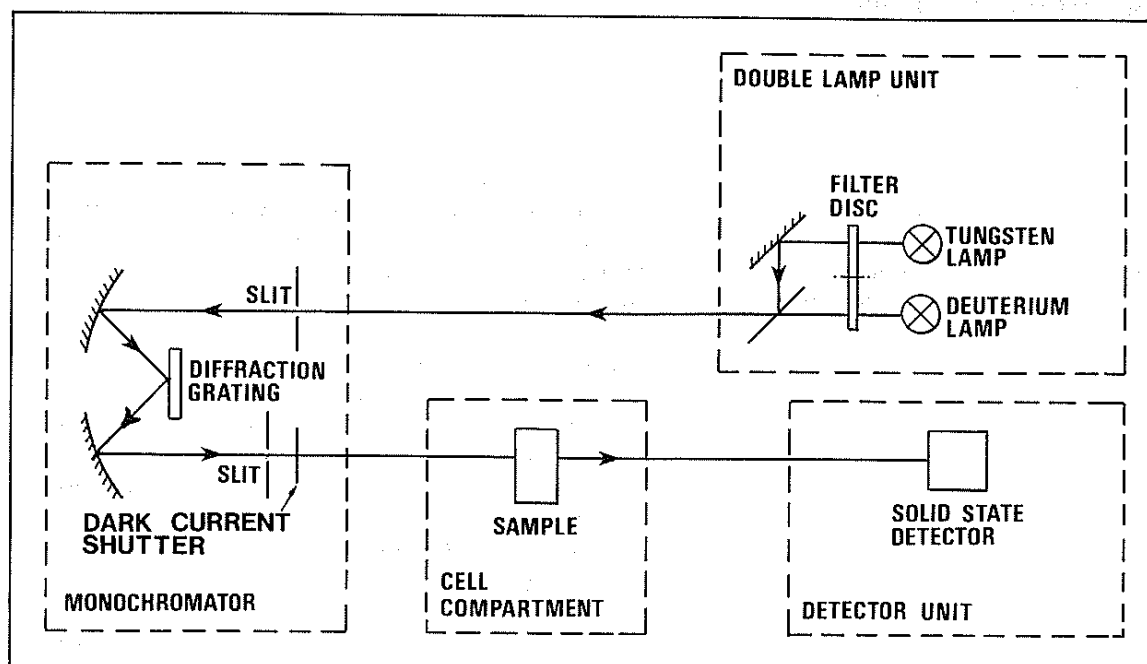 DOUBLE LAMP UNIT
FILTER
DISC
TUNGSTEN
LAMP
DEUTERIUM
LAMP
SLIT
DIFFRACTION
GRATING
SLIT
DARK CURRENT
SHUTTER
MONOCHROMATOR
SAMPLE
CELL
COMPARTMENT
SOLID STATE
DETECTOR
DETECTOR UNIT